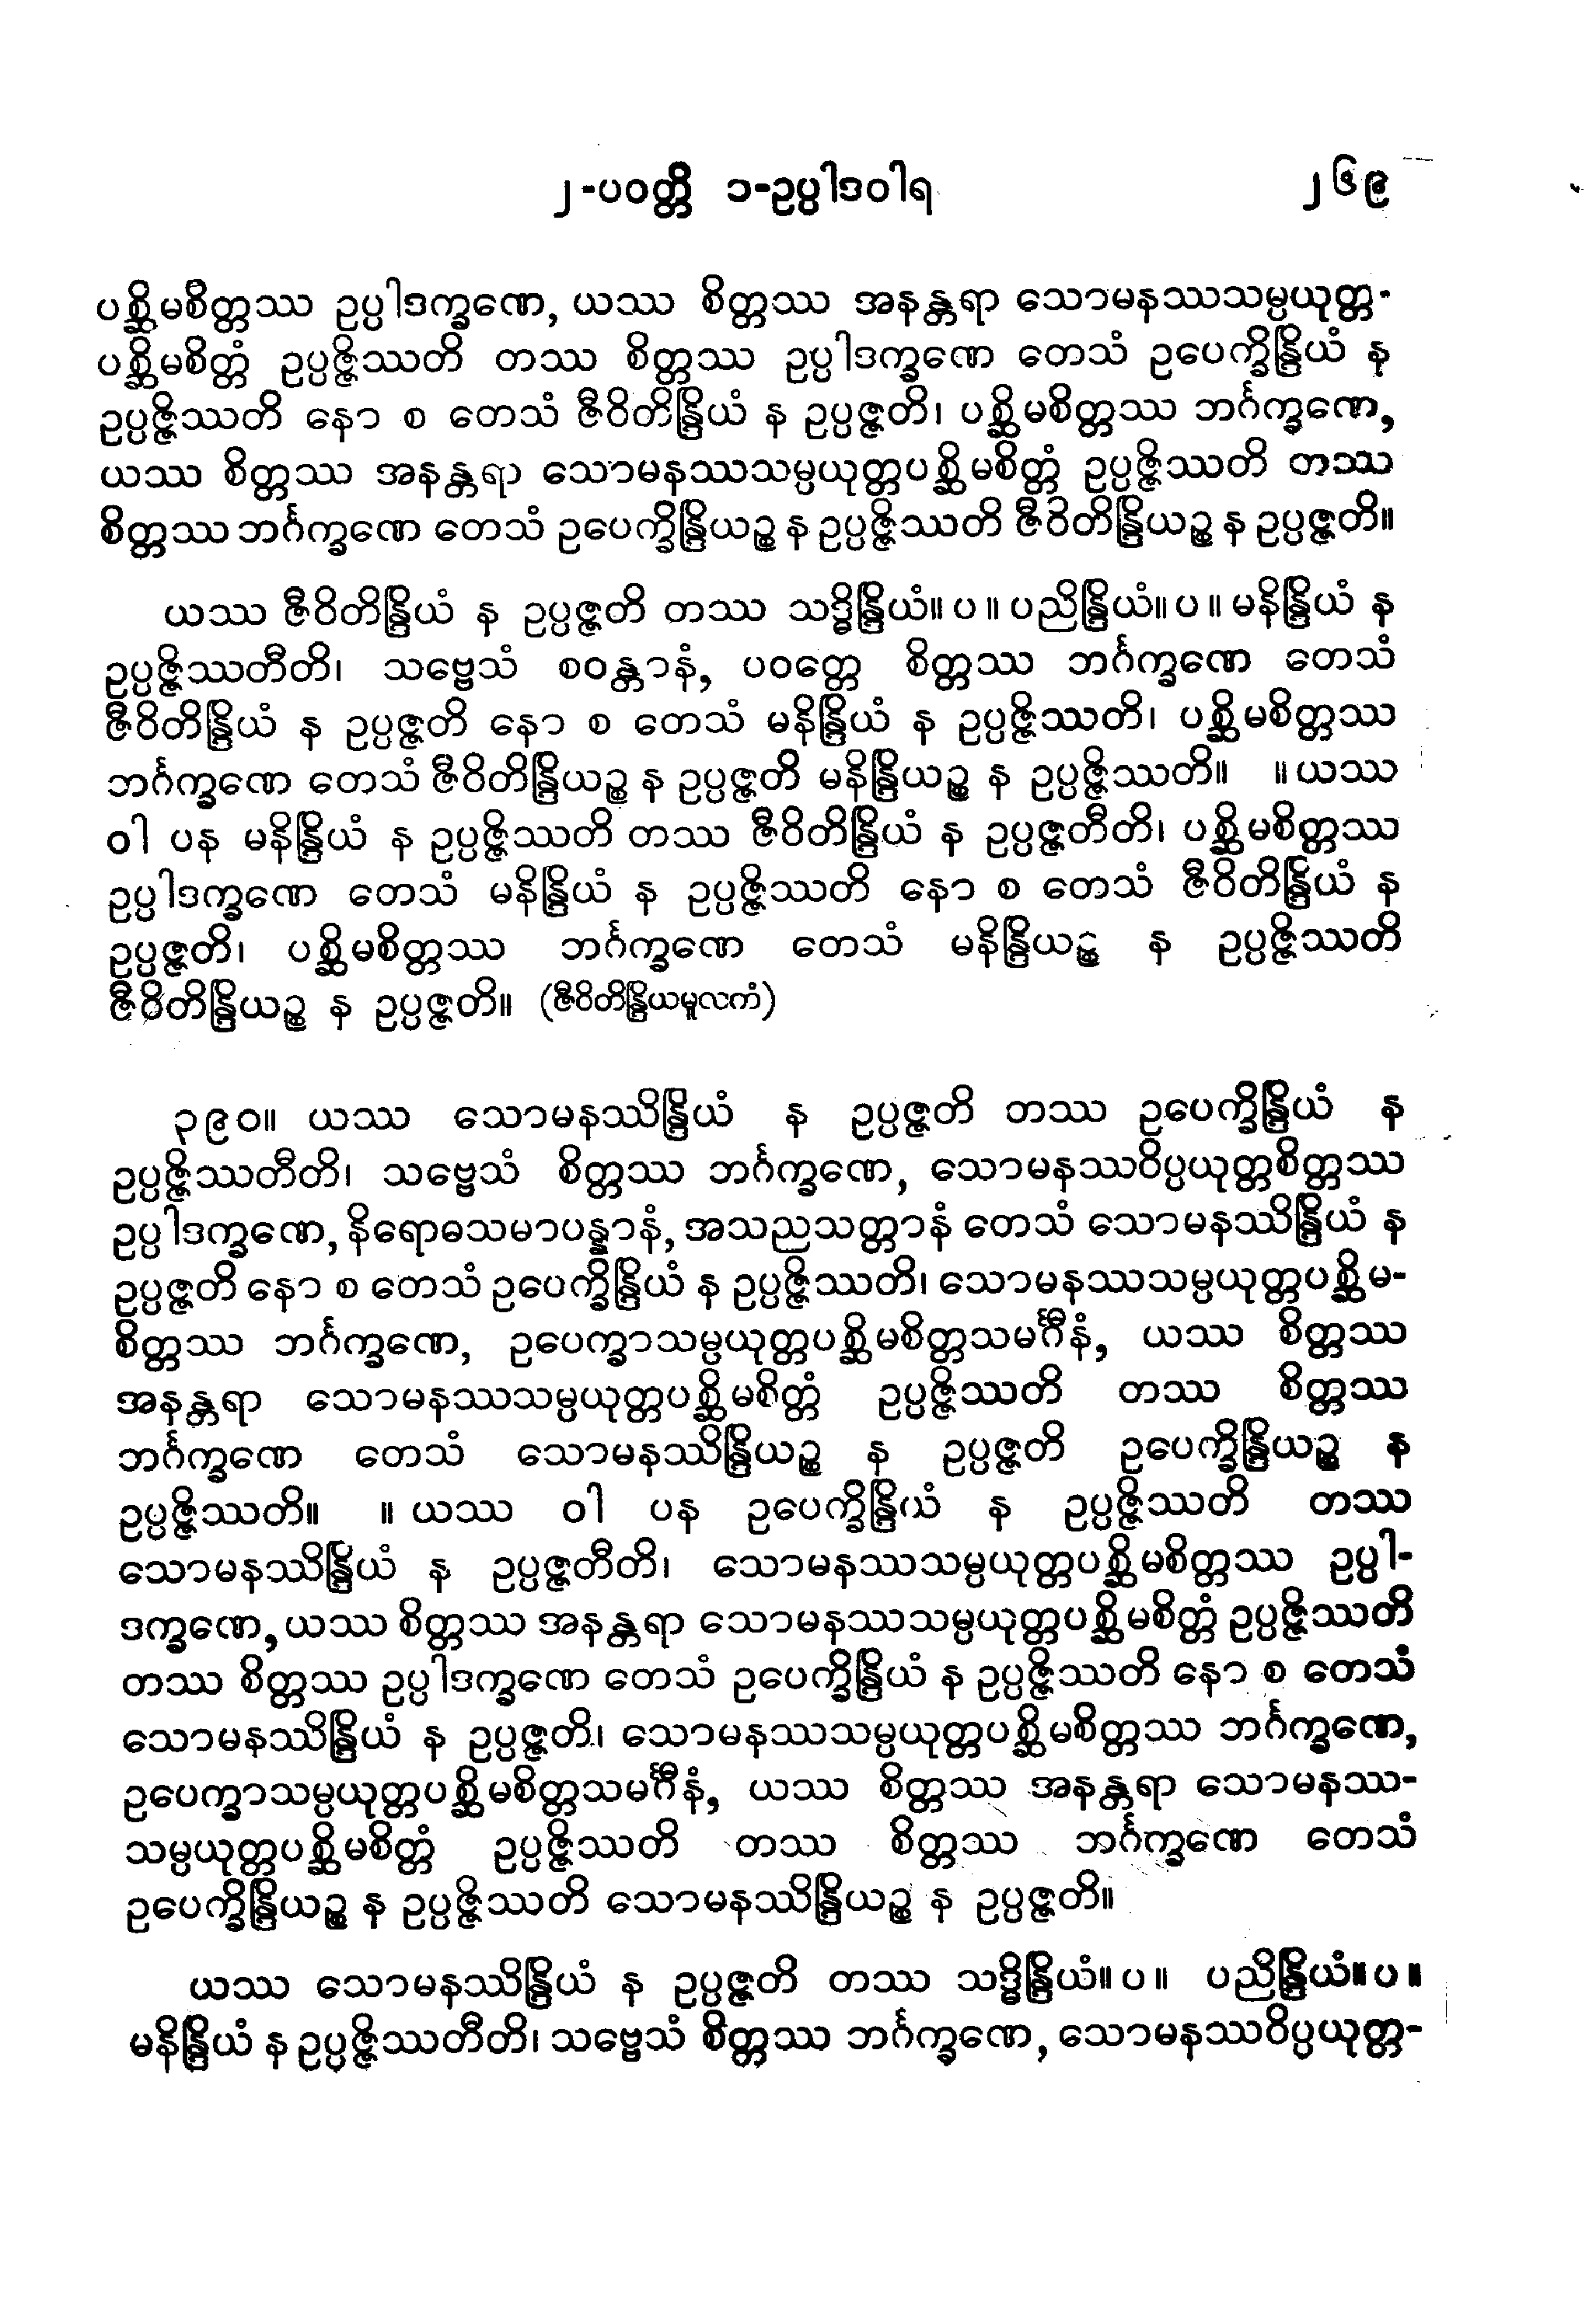 ၂-ပဝတ္တိ ၁-ဥပ္ပါဒဝါရ ၂၆၉
ပစ္ဆိမစိတ္တဿ ဥပ္ပါဒက္ခဏေ, ယဿ စိတ္တဿ အနန္တရာ သောမနဿသမ္ပယုတ္တ-
ပစ္ဆိမစိတ္တံ ဥပ္ပဇ္ဇိဿတိ တဿ စိတ္တဿ ဥပ္ပါဒက္ခဏေ တေသံ ဥပေက္ခိန္ဒြိယံ န
ဥပ္ပဇ္ဇိဿတိ နော စ တေသံ ဇီဝိတိန္ဒြိယံ န ဥပ္ပဇ္ဇတိ၊ ပစ္ဆိမစိတ္တဿ ဘင်္ဂက္ခဏေ,
ယဿ စိတ္တဿ အနန္တရာ သောမနဿသမ္ပယုတ္တပစ္ဆိမစိတ္တံ ဥပ္ပဇ္ဇိဿတိ တဿ
စိတ္တဿ ဘင်္ဂက္ခဏေ တေသံ ဥပေက္ခိန္ဒြိယဉ္စ န ဥပ္ပဇ္ဇိဿတိ ဇီဝိတိန္ဒြိယဉ္စ န ဥပ္ပဇ္ဇတိ။
ယဿ ဇီဝိတိန္ဒြိယံ န ဥပ္ပဇ္ဇတိ တဿ သဒ္ဓိန္ဒြိယံ။ ပ ။ ပညိန္ဒြိယံ။ ပ ။ မနိန္ဒြိယံ န
ဥပ္ပဇ္ဇိဿတီတိ၊ သဗ္ဗေသံ စဝန္တာနံ, ပဝတ္တေ စိတ္တဿ ဘင်္ဂက္ခဏေ တေသံ
ဇီဝိတိန္ဒြိယံ န ဥပ္ပဇ္ဇတိ နော စ တေသံ မနိန္ဒြိယံ န ဥပ္ပဇ္ဇိဿတိ၊ ပစ္ဆိမစိတ္တဿ
ဘင်္ဂက္ခဏေ တေသံ ဇီဝိတိန္ဒြိယဉ္စ န ဥပ္ပဇ္ဇတိ မနိန္ဒြိယဉ္စ န ဥပ္ပဇ္ဇိဿတိ။ ။ ယဿ
ဝါ ပန မနိန္ဒြိယံ န ဥပ္ပဇ္ဇိဿတိ တဿ ဇီဝိတိန္ဒြိယံ န ဥပ္ပဇ္ဇတီတိ၊ ပစ္ဆိမစိတ္တဿ
ဥပ္ပါဒက္ခဏေ တေသံ မနိန္ဒြိယံ န ဥပ္ပဇ္ဇိဿတိ နော စ တေသံ ဇီဝိတိန္ဒြိယံ န
ဥပ္ပဇ္ဇတိ၊ ပစ္ဆိမစိတ္တဿ ဘင်္ဂက္ခဏေ တေသံ မနိန္ဒြိယဉ္စ န ဥပ္ပဇ္ဇိဿတိ
ဇီဝိတိန္ဒြိယဉ္စ န ဥပ္ပဇ္ဇတိ။ (ဇီဝိတိန္ဒြိယမူလကံ)
၃၉၀။ ယဿ သောမနဿိန္ဒြိယံ န ဥပ္ပဇ္ဇတိ ဘဿ ဥပေက္ခိန္ဒြိယံ န
ဥပ္ပဇ္ဇိဿတီတိ၊ သဗ္ဗေသံ စိတ္တဿ ဘင်္ဂက္ခဏေ, သောမနဿဝိပ္ပယုတ္တစိတ္တဿ
ဥပ္ပါဒက္ခဏေ, နိရောဓသမာပန္နာနံ, အသညသတ္တာနံ တေသံ သောမနဿိန္ဒြိယံ န
ဥပ္ပဇ္ဇတိ နော စ တေသံ ဥပေက္ခိန္ဒြိယံ န ဥပ္ပဇ္ဇိဿတိ၊ သောမနဿသမ္ပယုတ္တပစ္ဆိမ-
စိတ္တဿ ဘင်္ဂက္ခဏေ, ဥပေက္ခာသမ္ပယုတ္တပစ္ဆိမစိတ္တသမင်္ဂီနံ, ယဿ စိတ္တဿ
အနန္တရာ သောမနဿသမ္ပယုတ္တပစ္ဆိမစိတ္တံ ဥပ္ပဇ္ဇိဿတိ တဿ စိတ္တဿ
ဘင်္ဂက္ခဏေ တေသံ သောမနဿိန္ဒြိယဉ္စ န ဥပ္ပဇ္ဇတိ ဥပေက္ခိန္ဒြိယဉ္စ န
ဥပ္ပဇ္ဇိဿတိ။ ။ ယဿ ဝါ ပန ဥပေက္ခိန္ဒြိယံ န ဥပ္ပဇ္ဇိဿတိ တဿ
သောမနဿိန္ဒြိယံ န ဥပ္ပဇ္ဇတီတိ၊ သောမနဿသမ္ပယုတ္တပစ္ဆိမစိတ္တဿ ဥပ္ပါ-
ဒက္ခဏေ, ယဿ စိတ္တဿ အနန္တရာ သောမနဿသမ္ပယုတ္တပစ္ဆိမစိတ္တံ ဥပ္ပဇ္ဇိဿတိ
တဿ စိတ္တဿ ဥပ္ပါဒက္ခဏေ တေသံ ဥပေက္ခိန္ဒြိယံ န ဥပ္ပဇ္ဇိဿတိ နော စ တေသံ
သောမနဿိန္ဒြိယံ န ဥပ္ပဇ္ဇတိ၊ သောမနဿသမ္ပယုတ္တပစ္ဆိမစိတ္တဿ ဘင်္ဂက္ခဏေ,
ဥပေက္ခာသမ္ပယုတ္တပစ္ဆိမစိတ္တသမင်္ဂီနံ, ယဿ စိတ္တဿ အနန္တရာ သောမနဿ-
သမ္ပယုတ္တပစ္ဆိမစိတ္တံ ဥပ္ပဇ္ဇိဿတိ တဿ စိတ္တဿ ဘင်္ဂက္ခဏေ တေသံ
ဥပေက္ခိန္ဒြိယဉ္စ န ဥပ္ပဇ္ဇိဿတိ သောမနဿိန္ဒြိယဉ္စ န ဥပ္ပဇ္ဇတိ။
ယဿ သောမနဿိန္ဒြိယံ န ဥပ္ပဇ္ဇတိ တဿ သဒ္ဓိန္ဒြိယံ။ ပ ။ ပညိန္ဒြိယံ။ ပ ။
မနိန္ဒြိယံ န ဥပ္ပဇ္ဇိဿတီတိ၊ သဗ္ဗေသံ စိတ္တဿ ဘင်္ဂက္ခဏေ, သောမနဿဝိပ္ပယုတ္တ-